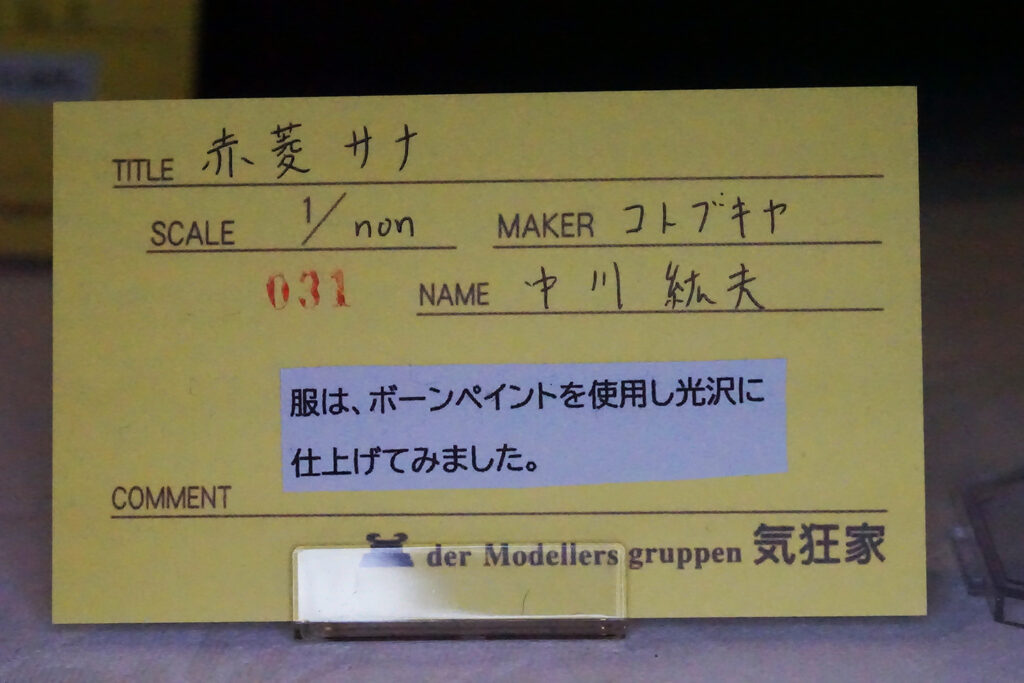 TITLE 赤菱 サナ
SCALE 1/non MAKER コトブキヤ
031 NAME 中川 紘夫
服は、ボーンペイントを使用し光沢に
仕上げてみました。
COMMENT
der Modellers gruppen 気狂家